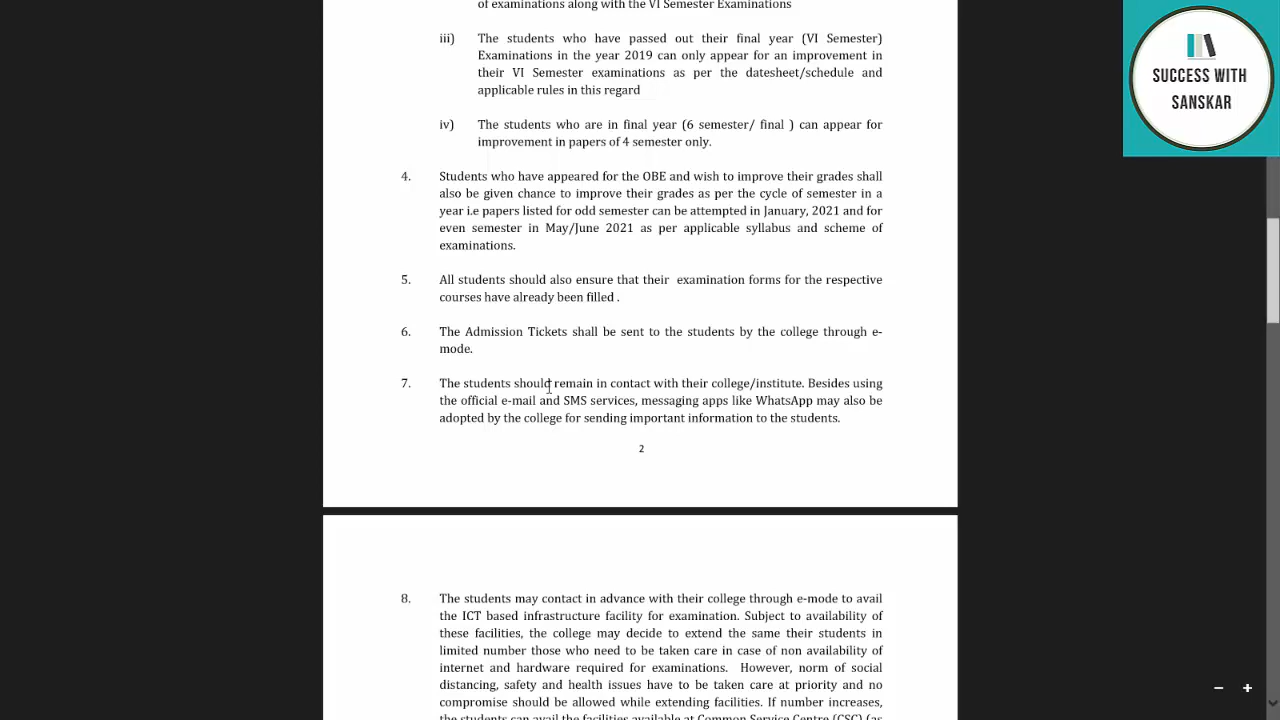 of examinations along with the VI Semester Examinations
iii) The students who have passed out their final year (VI Semester)
Examinations in the year 2019 can only appear for an improvement in
their VI Semester examinations as per the datesheet/schedule and
applicable rules in this regard
iv) The students who are in final year (6 semester/ final ) can appear for
improvement in papers of 4 semester only.
4. Students who have appeared for the OBE and wish to improve their grades shall
also be given chance to improve their grades as per the cycle of semester in a
year i.e papers listed for odd semester can be attempted in January, 2021 and for
even semester in May/June 2021 as per applicable syllabus and scheme of
examinations.
5. All students should also ensure that their examination forms for the respective
courses have already been filled .
6. The Admission Tickets shall be sent to the students by the college through e-
mode.
7. The students should remain in contact with their college/institute. Besides using
the official e-mail and SMS services, messaging apps like WhatsApp may also be
adopted by the college for sending important information to the students.
2
8. The students may contact in advance with their college through e-mode to avail
the ICT based infrastructure facility for examination. Subject to availability of
these facilities, the college may decide to extend the same their students in
limited number those who need to be taken care in case of non availability of
internet and hardware required for examinations. However, norm of social
distancing, safety and health issues have to be taken care at priority and no
compromise should be allowed while extending facilities. If number increases,
the students can avail the facilities available at Common Service Centre (CSC) (as
SUCCESS WITH
SANSKAR